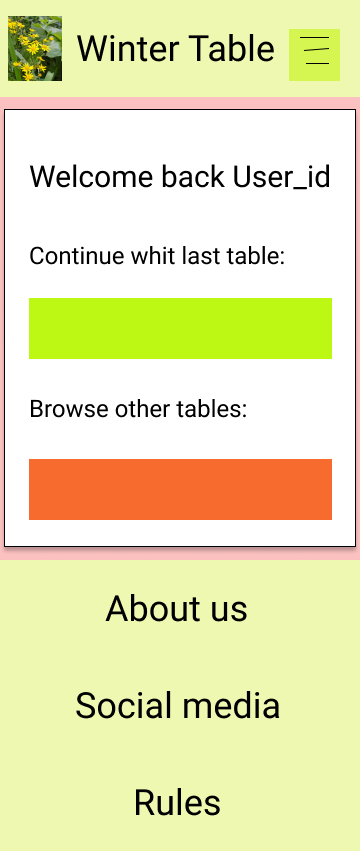 Winter Table
Welcome back User_id
Continue whit last table:
Browse other tables:
About us
Social media
Rules